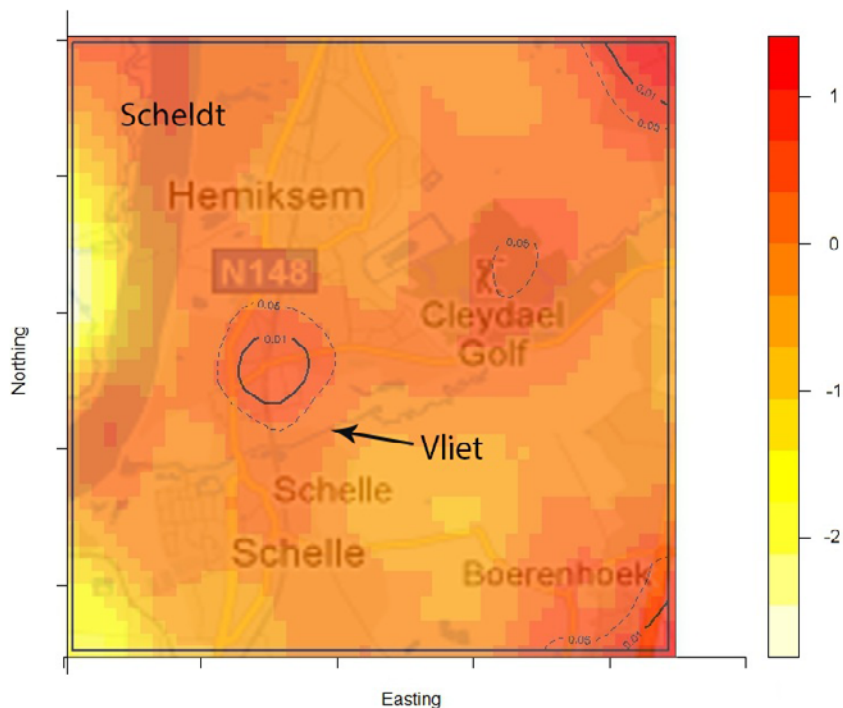 Scheldt
Hemiksem
N148
Cleydael
Golf
Vliet
Schelle
Schelle
Boerenhoek
0.01
0.05
0.05
0.05
0.01
0.05
0.01
1
0
-1
-2
Northing
Easting